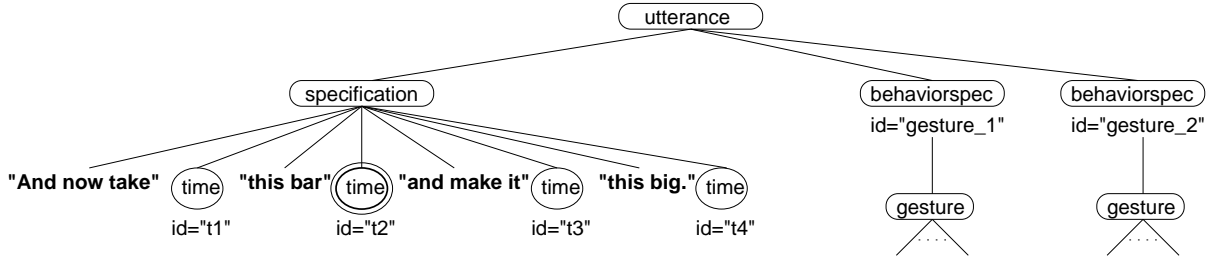 utterance
specification behaviorspec behaviorspec
id="gesture_1" id="gesture_2"
"And now take" time "this bar" time "and make it" time "this big." time
id="t1" id="t2" id="t3" id="t4"
gesture gesture
.... ....